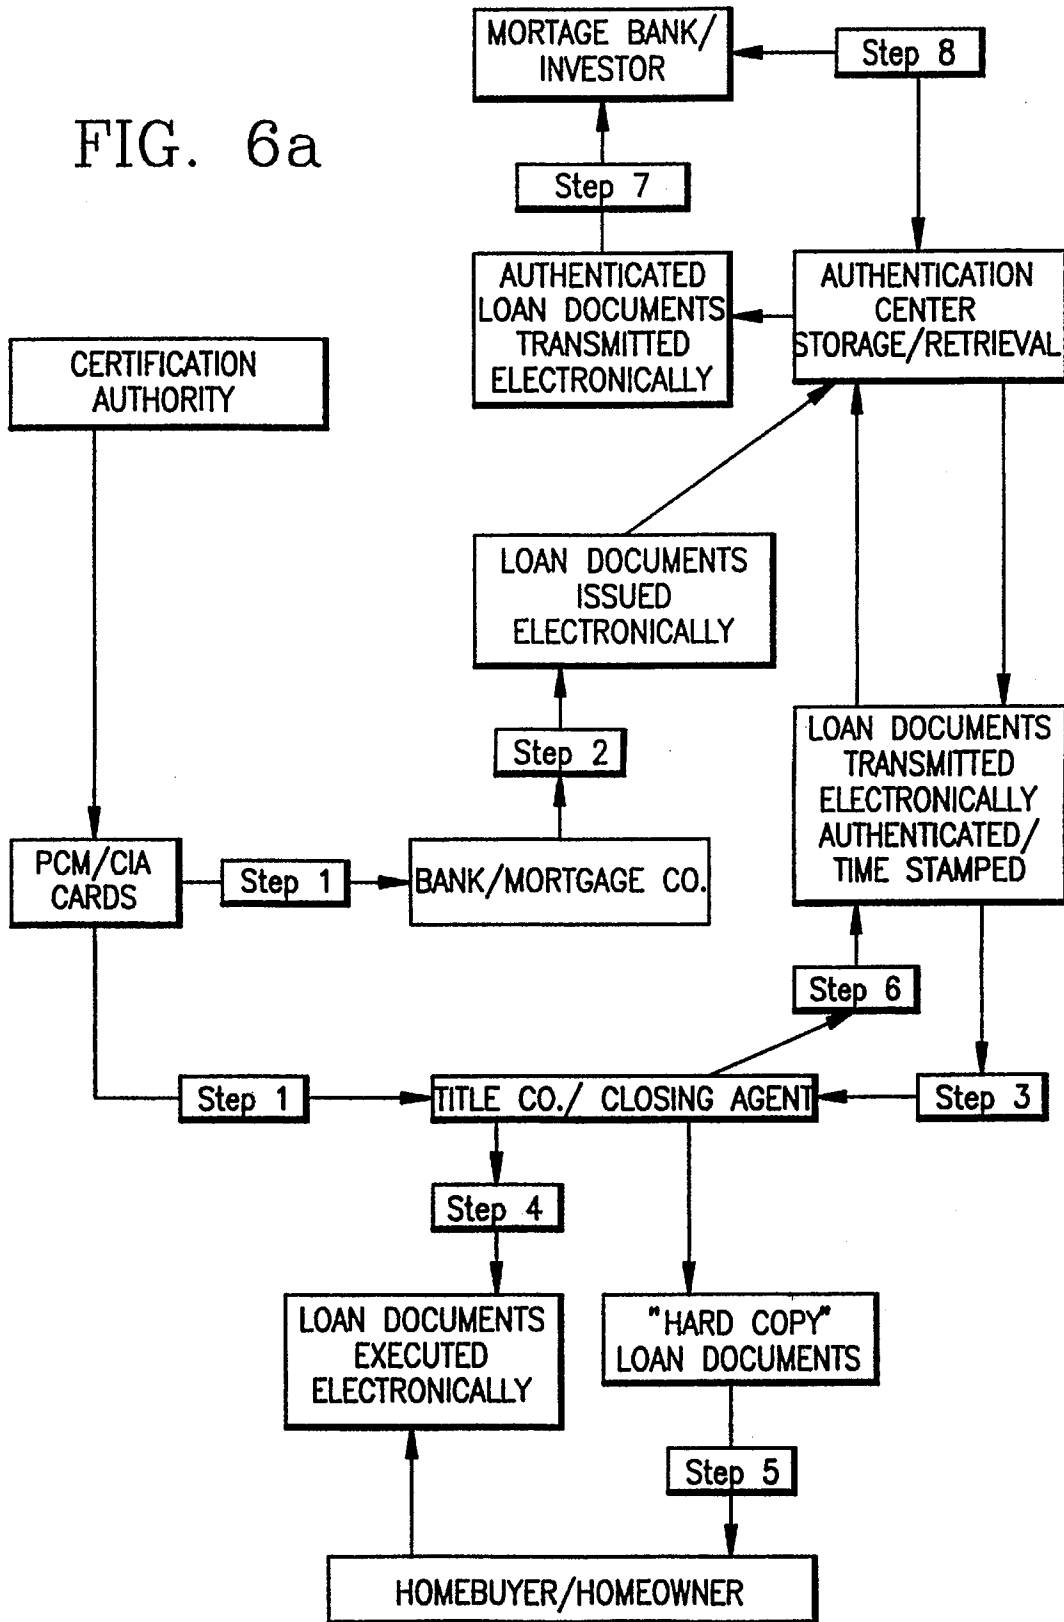 MORTAGE BANK/
INVESTOR
Step 8
FIG. 6a
Step 7
AUTHENTICATED
LOAN DOCUMENTS
TRANSMITTED
ELECTRONICALLY
AUTHENTICATION
CENTER
STORAGE/RETRIEVAL
CERTIFICATION
AUTHORITY
LOAN DOCUMENTS
ISSUED
ELECTRONICALLY
Step 2
LOAN DOCUMENTS
TRANSMITTED
ELECTRONICALLY
AUTHENTICATED/
TIME STAMPED
PCM/CIA
CARDS
Step 1
BANK/MORTGAGE CO.
Step 6
Step 1
TITLE CO./ CLOSING AGENT
Step 3
Step 4
LOAN DOCUMENTS
EXECUTED
ELECTRONICALLY
"HARD COPY"
LOAN DOCUMENTS
Step 5
HOMEBUYER/HOMEOWNER